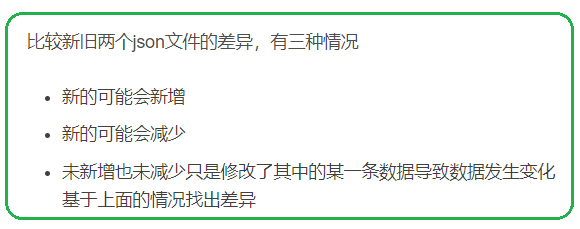 比较新旧两个json文件的差异，有三种情况
• 新的可能会新增
• 新的可能会减少
• 未新增也未减少只是修改了其中的某一条数据导致数据发生变化
基于上面的情况找出差异